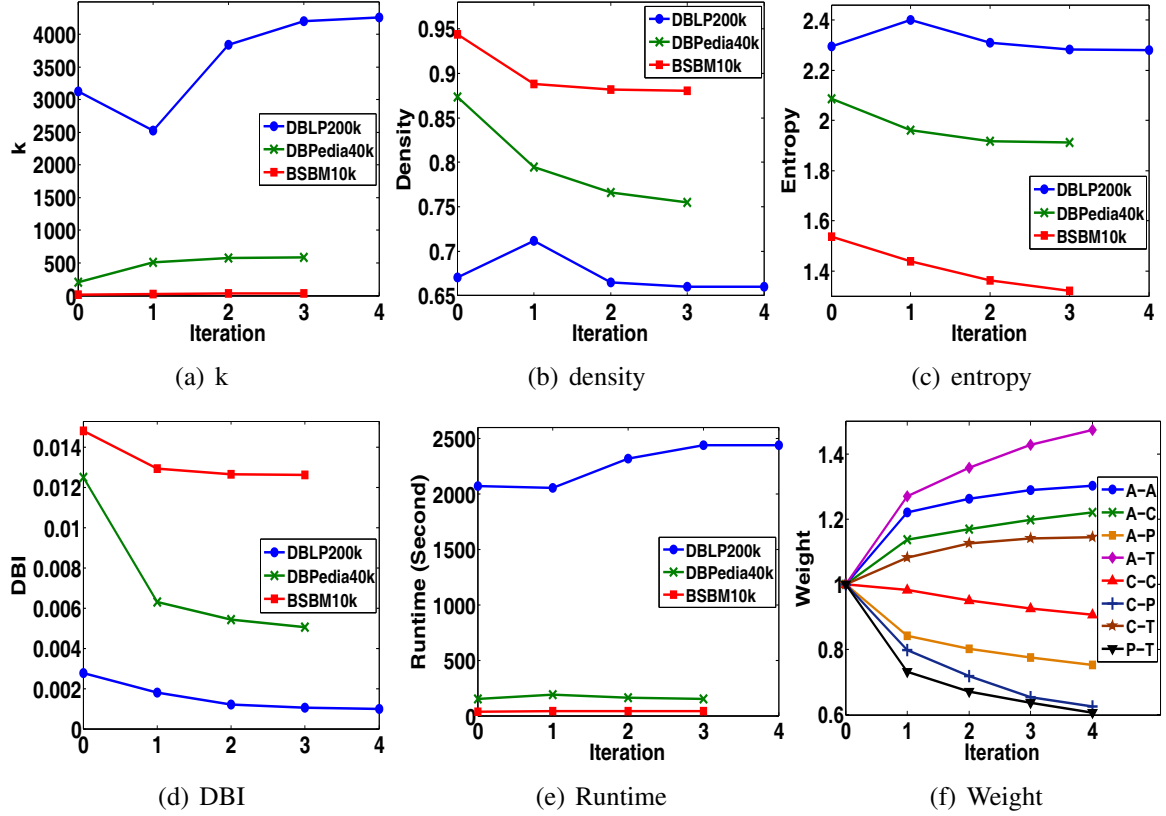 k
4000
3500
3000
2500
2000
1500
1000
500
0
0 1 2 3 4
Iteration
DBLP200k
DBPedia40k
BSBM10k
(a) k
Density
0.95
0.9
0.85
0.8
0.75
0.7
0.65
0 1 2 3 4
Iteration
DBLP200k
DBPedia40k
BSBM10k
(b) density
Entropy
2.4
2.2
2
1.8
1.6
1.4
0 1 2 3 4
Iteration
DBLP200k
DBPedia40k
BSBM10k
(c) entropy
DBI
0.014
0.012
0.01
0.008
0.006
0.004
0.002
0
0 1 2 3 4
DBLP200k
DBPedia40k
BSBM10k
(d) DBI
Runtime (Second)
2500
2000
1500
1000
500
0
0 1 2 3 4
Iteration
DBLP200k
DBPedia40k
BSBM10k
(e) Runtime
Weight
1.4
1.2
1
0.8
0.6
0 1 2 3 4
Iteration
A-A
A-C
A-P
A-T
C-C
C-P
C-T
P-T
(f) Weight